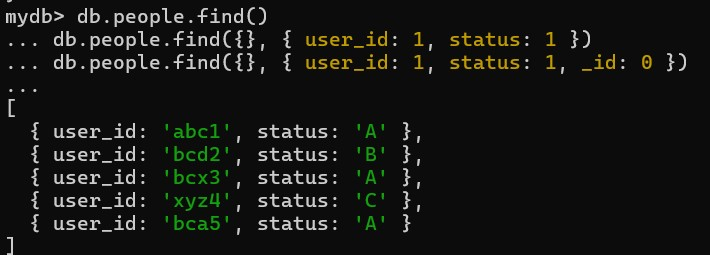 mydb> db.people.find()
... db.people.find({}, { user_id: 1, status: 1 })
... db.people.find({}, { user_id: 1, status: 1, _id: 0 })
...
[
  { user_id: 'abc1', status: 'A' },
  { user_id: 'bcd2', status: 'B' },
  { user_id: 'bcx3', status: 'A' },
  { user_id: 'xyz4', status: 'C' },
  { user_id: 'bca5', status: 'A' }
]